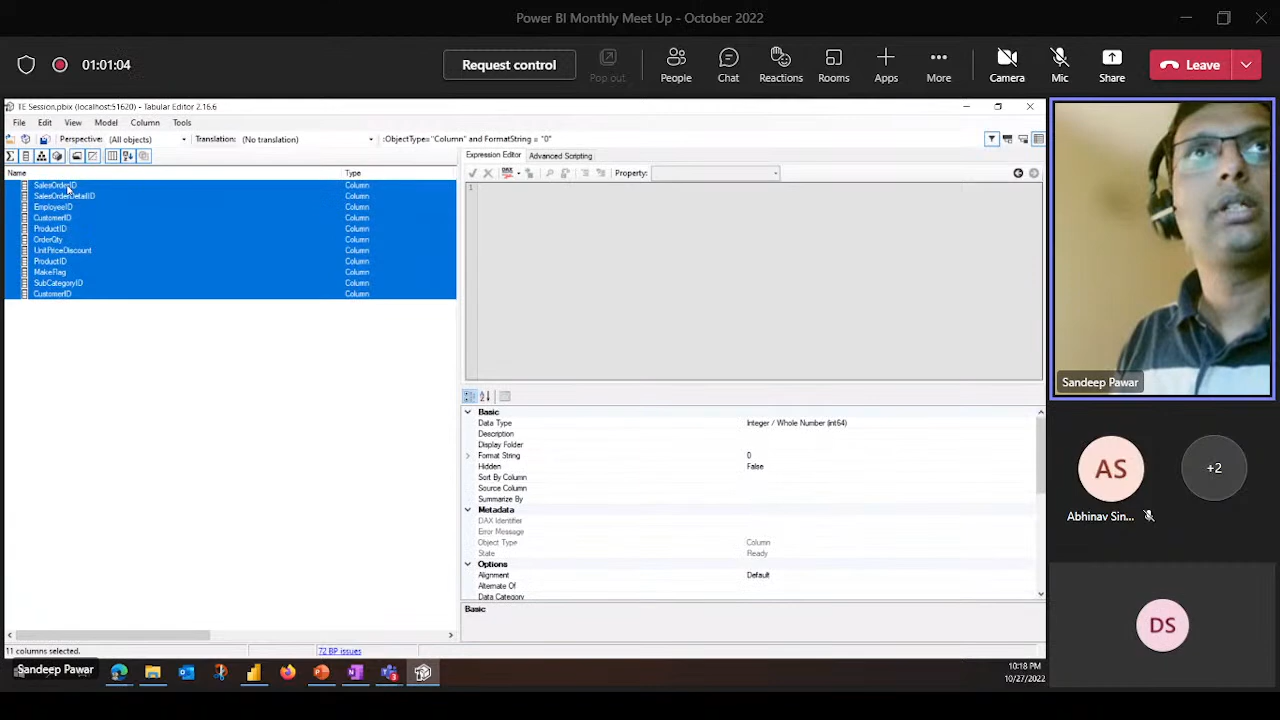 Power BI Monthly Meet Up - October 2022
01:01:04
Request control
Pop out
People
Chat
Reactions
Rooms
Apps
More
Camera
Mic
Share
Leave
TE Session.pbix (localhost:51620) - Tabular Editor 2.16.6
File Edit View Model Column Tools
Perspective: (All objects) Translation: (No translation) :ObjectType="Column" and FormatString = "0"
Name Type
SalesOrderID Column
SalesOrderDetailID Column
EmployeeID Column
CustomerID Column
ProductID Column
OrderQty Column
UnitPriceDiscount Column
ProductID Column
MakeFlag Column
SubCategoryID Column
CustomerID Column
Expression Editor Advanced Scripting
DAX Property:
1
Basic
Data Type Integer / Whole Number (int64)
Description
Display Folder
Format String 0
Hidden False
Sort By Column
Source Column
Summarize By
Metadata
DAX Identifier
Error Message
Object Type Column
State Ready
Options
Alignment Default
Alternate Of
Data Category
Basic
11 columns selected. 72 BP issues
Sandeep Pawar
10:18 PM
10/27/2022
Sandeep Pawar
AS
+2
Abhinav Sin...
DS